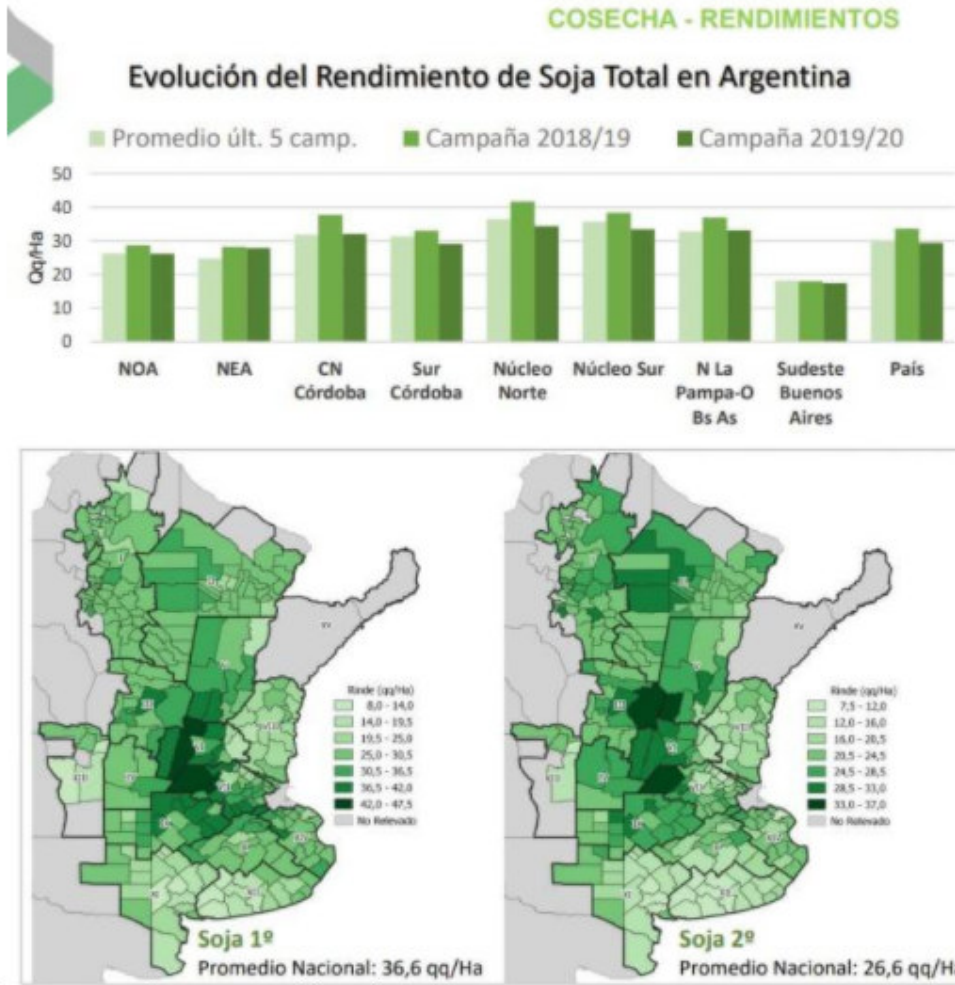 COSECHA - RENDIMIENTOS
Evolución del Rendimiento de Soja Total en Argentina
Promedio últ. 5 camp.
Campaña 2018/19
Campaña 2019/20
50
40
30
20
10
0
Qq/Ha
NOA
NEA
CN
Córdoba
Sur
Córdoba
Núcleo
Norte
Núcleo Sur
N La
Pampa-O
Bs As
Sudeste
Buenos
Aires
País
Rinde (qq/Ha)
8,0 - 14,0
14,0 - 19,5
19,5 - 25,0
25,0 - 30,5
30,5 - 36,5
36,5 - 42,0
42,0 - 47,5
No Relevado
Soja 1º
Promedio Nacional: 36,6 qq/Ha
Rinde (qq/Ha)
7,5 - 12,0
12,0 - 16,0
16,0 - 20,5
20,5 - 24,5
24,5 - 28,5
28,5 - 33,0
33,0 - 37,0
No Relevado
Soja 2º
Promedio Nacional: 26,6 qq/Ha